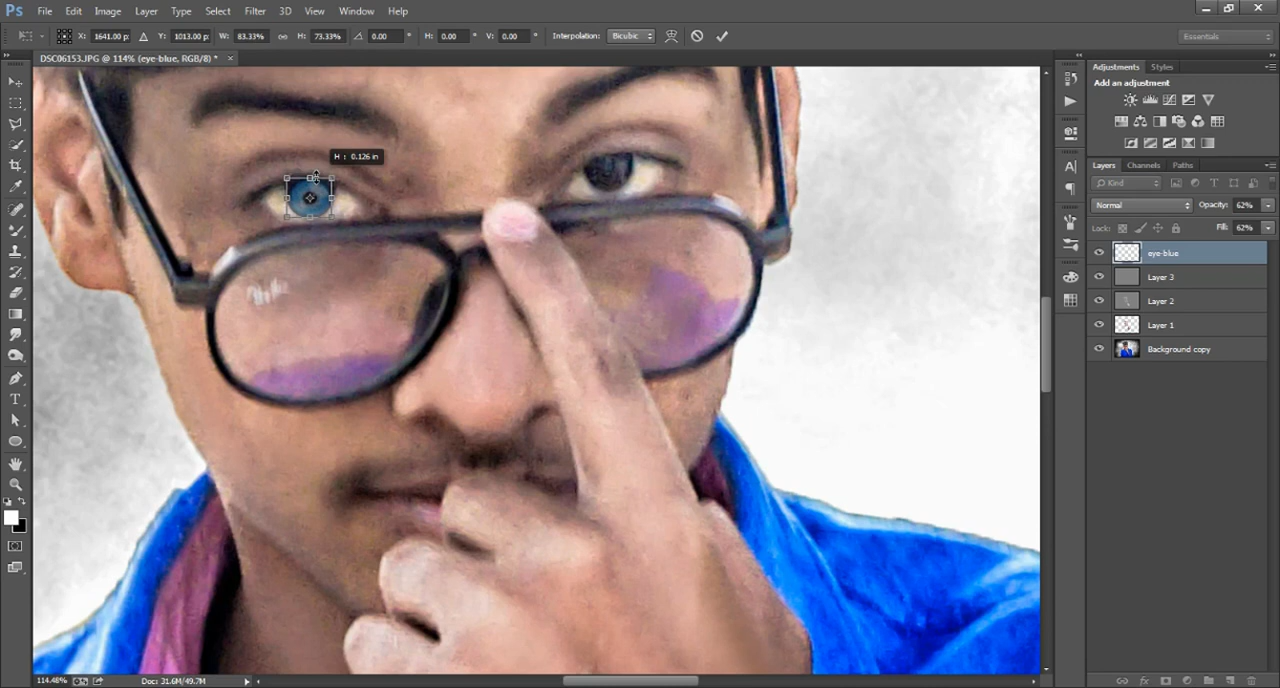 Ps File Edit Image Layer Type Select Filter 3D View Window Help
X: 1641.00 p: Y: 1013.00 p: W: 83.33% H: 73.33% 0.00 ° H: 0.00 ° V: 0.00 ° Interpolation: Bicubic Essentials
DSC06153.JPG @ 114% (eye-blue, RGB/8) * ×
H : 0.126 in
Adjustments Styles
Add an adjustment
Layers Channels Paths
Kind
Normal Opacity: 62%
Lock: Fill: 62%
eye-blue
Layer 3
Layer 2
Layer 1
Background copy
114.48% Doc: 31.6M/49.7M